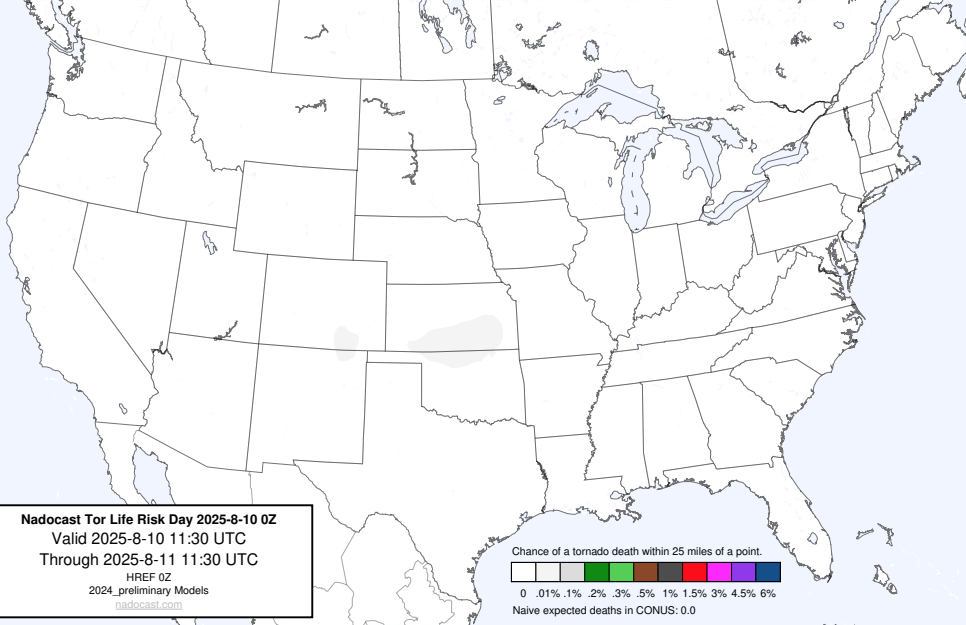 Nadocast Tor Life Risk Day 2025-8-10 0Z
Valid 2025-8-10 11:30 UTC
Through 2025-8-11 11:30 UTC
HREF 0Z
2024_preliminary Models
nadocast.com
Chance of a tornado death within 25 miles of a point.
0 .01% .1% .2% .3% .5% 1% 1.5% 3% 4.5% 6%
Naive expected deaths in CONUS: 0.0